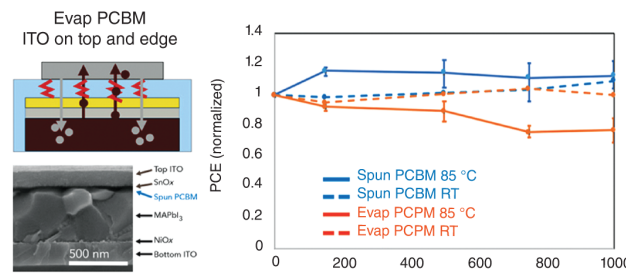 Evap PCBM
ITO on top and edge
Top ITO
SnOx
Spun PCBM
MAPbI3
NiOx
Bottom ITO
500 nm
PCE (normalized)
1.4
1.2
1
0.8
0.6
0.4
0.2
0
Spun PCBM 85 °C
Spun PCBM RT
Evap PCPM 85 °C
Evap PCPM RT
0 200 400 600 800 1000